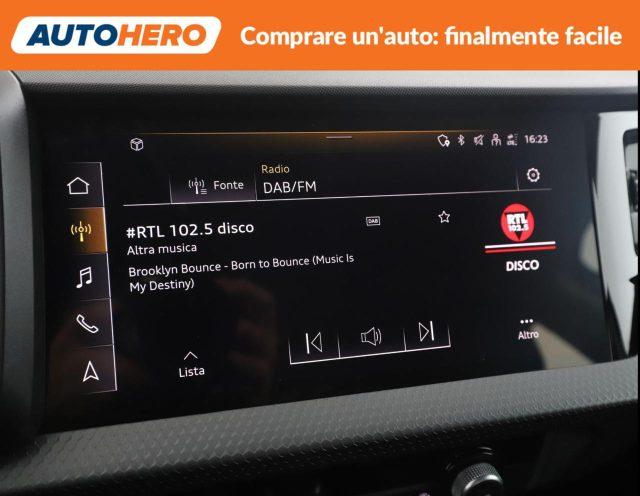 AUTOHERO
Comprare un'auto: finalmente facile
16:23
Fonte
Radio
DAB/FM
#RTL 102.5 disco
DAB
Altra musica
Brooklyn Bounce - Born to Bounce (Music Is
My Destiny)
RTL
102.5
DISCO
Lista
Altro